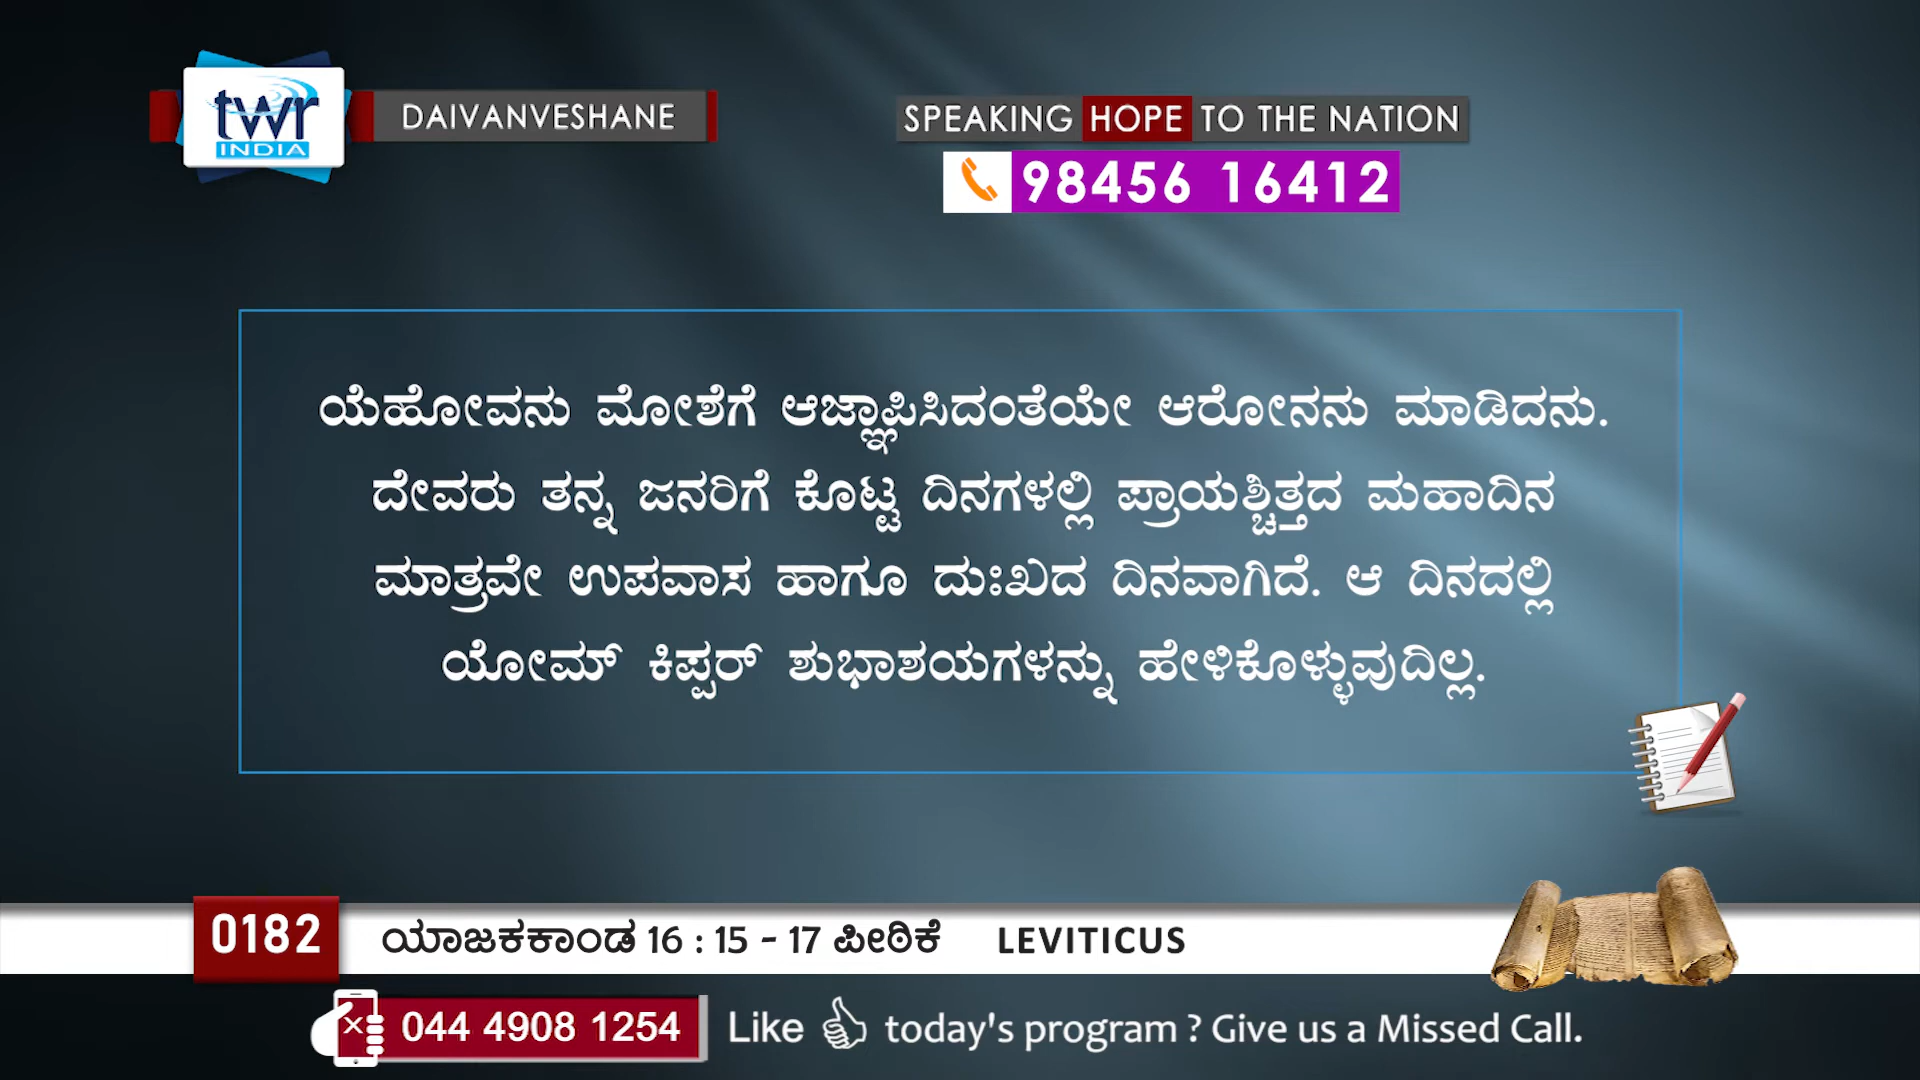 twr
INDIA
DAIVANVESHANE
SPEAKING HOPE TO THE NATION
98456 16412
ಯೆಹೋವನು ಮೋಶೆಗೆ ಆಜ್ಞಾಪಿಸಿದಂತೆಯೇ ಆರೋನನು ಮಾಡಿದನು.
ದೇವರು ತನ್ನ ಜನರಿಗೆ ಕೊಟ್ಟ ದಿನಗಳಲ್ಲಿ ಪ್ರಾಯಶ್ಚಿತ್ತದ ಮಹಾದಿನ
ಮಾತ್ರವೇ ಉಪವಾಸ ಹಾಗೂ ದುಃಖದ ದಿನವಾಗಿದೆ. ಆ ದಿನದಲ್ಲಿ
ಯೋಮ್ ಕಿಪ್ಪರ್ ಶುಭಾಶಯಗಳನ್ನು ಹೇಳಿಕೊಳ್ಳುವುದಿಲ್ಲ.
0182 ಯಾಜಕಕಾಂಡ 16 : 15 - 17 ಪೀಠಿಕೆ LEVITICUS
044 4908 1254 Like today's program ? Give us a Missed Call.